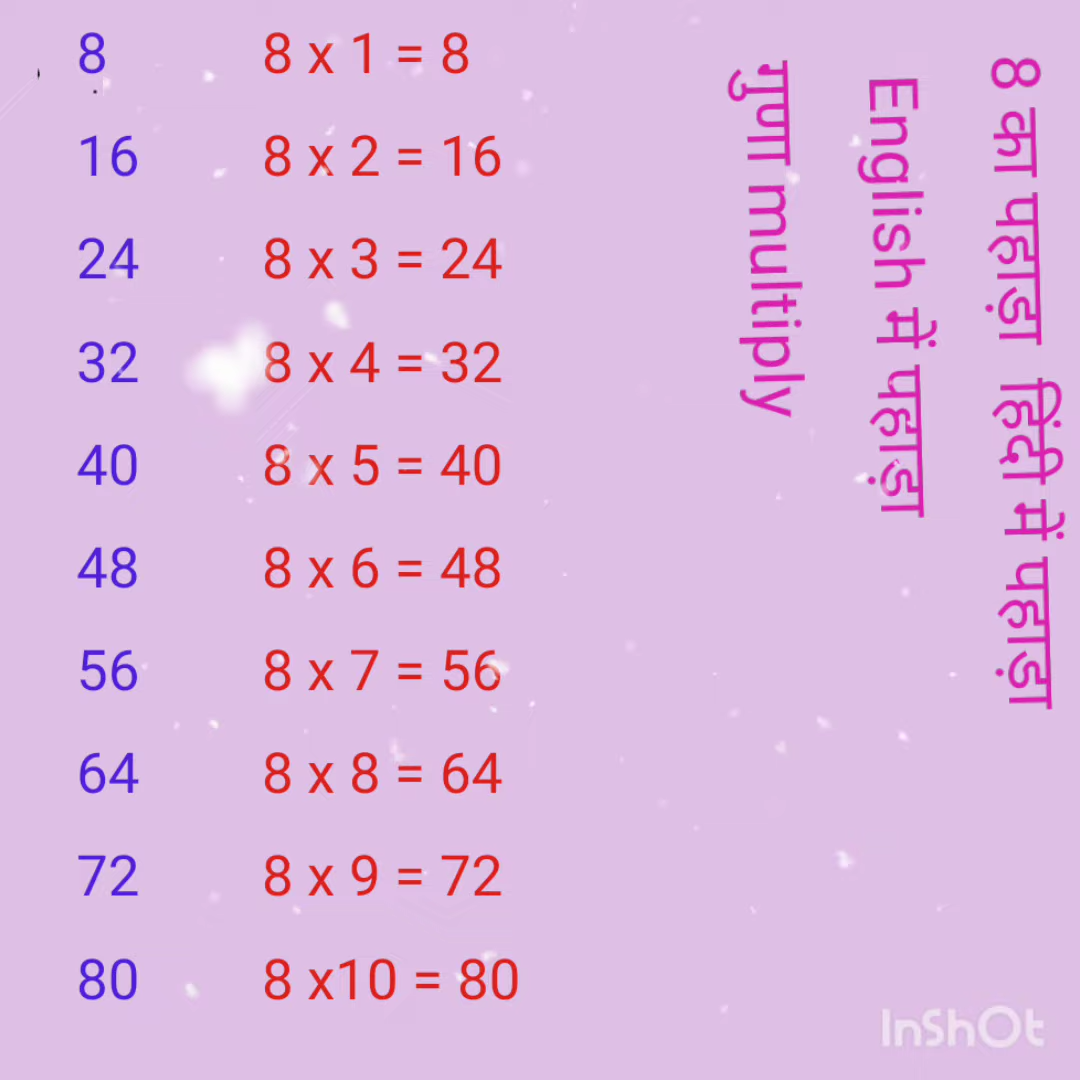 8 8 x 1 = 8
16 8 x 2 = 16
24 8 x 3 = 24
32 8 x 4 = 32
40 8 x 5 = 40
48 8 x 6 = 48
56 8 x 7 = 56
64 8 x 8 = 64
72 8 x 9 = 72
80 8 x10 = 80
8 का पहाड़ा हिंदी में पहाड़ा
English में पहाड़ा
गुणा multiply
InShOt